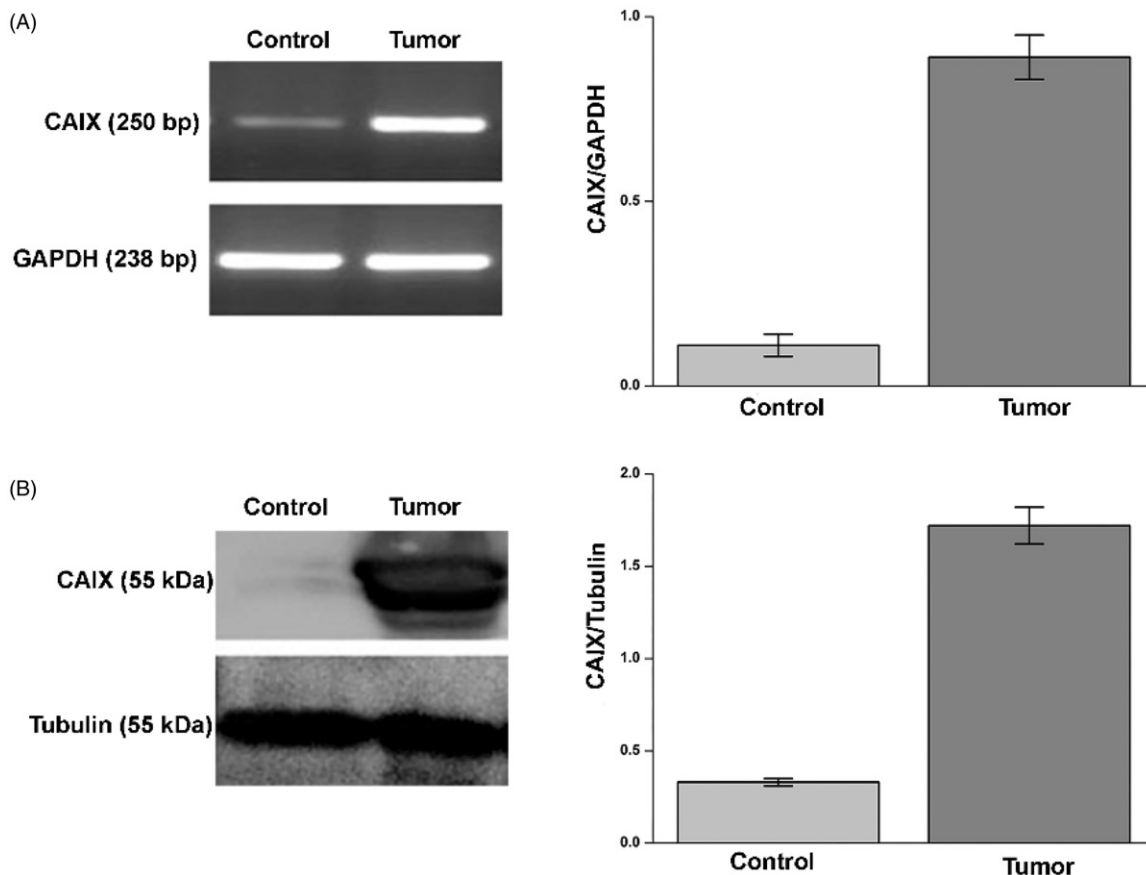 (A)
Control Tumor
CAIX (250 bp)
GAPDH (238 bp)
CAIX/GAPDH
1.0
0.5
0.0
Control Tumor
(B)
Control Tumor
CAIX (55 kDa)
Tubulin (55 kDa)
CAIX/Tubulin
2.0
1.5
1.0
0.5
0.0
Control Tumor